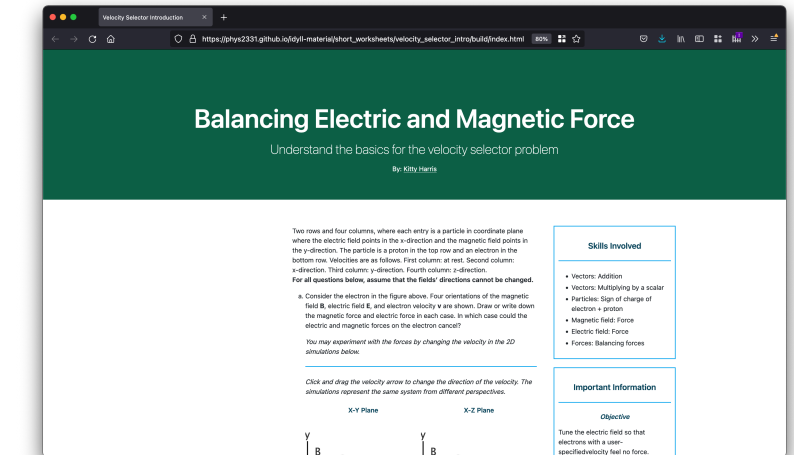 Velocity Selector Introduction
https://phys2331.github.io/idyll-material/short_worksheets/velocity_selector_intro/build/index.html 80%
Balancing Electric and Magnetic Force
Understand the basics for the velocity selector problem
By: Kitty Harris
Two rows and four columns, where each entry is a particle in coordinate plane
where the electric field points in the x-direction and the magnetic field points in
the y-direction. The particle is a proton in the top row and an electron in the
bottom row. Velocities are as follows. First column: at rest. Second column:
x-direction. Third column: y-direction. Fourth column: z-direction.
For all questions below, assume that the fields' directions cannot be changed.
a. Consider the electron in the figure above. Four orientations of the magnetic
field B, electric field E, and electron velocity v are shown. Draw or write down
the magnetic force and electric force in each case. In which case could the
electric and magnetic forces on the electron cancel?
You may experiment with the forces by changing the velocity in the 2D
simulations below.
Click and drag the velocity arrow to change the direction of the velocity. The
simulations represent the same system from different perspectives.
X-Y Plane
X-Z Plane
y
B
y
B
Skills Involved
• Vectors: Addition
• Vectors: Multiplying by a scalar
• Particles: Sign of charge of
electron + proton
• Magnetic field: Force
• Electric field: Force
• Forces: Balancing forces
Important Information
Objective
Tune the electric field so that
electrons with a user-
specifiedvelocity feel no force.